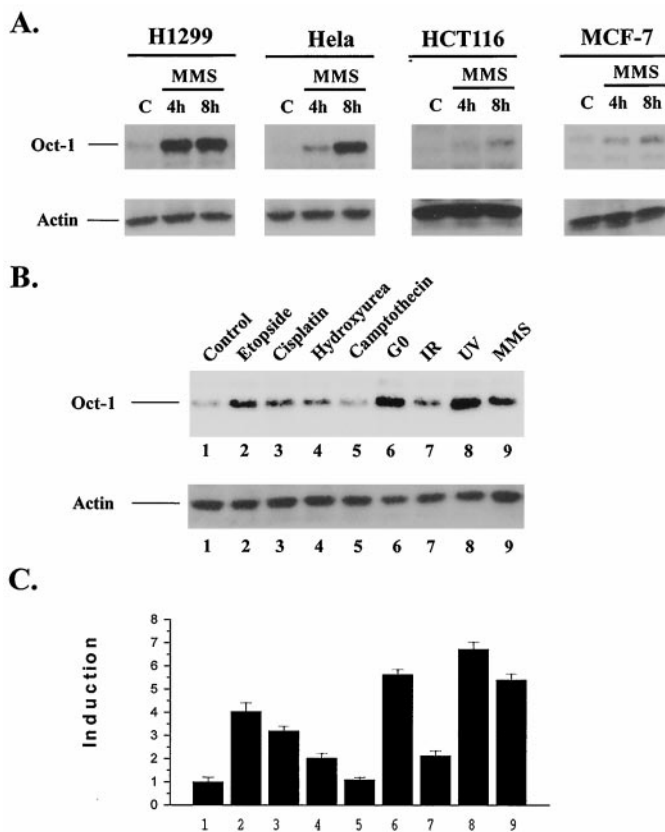 A.
H1299 Hela HCT116 MCF-7
MMS MMS MMS MMS
C 4h 8h C 4h 8h C 4h 8h C 4h 8h
Oct-1
Actin
B.
Control Etopside Cisplatin Hydroxyurea Camptothecin G0 IR UV MMS
Oct-1
1 2 3 4 5 6 7 8 9
Actin
1 2 3 4 5 6 7 8 9
C.
Induction
8
7
6
5
4
3
2
1
0
1 2 3 4 5 6 7 8 9